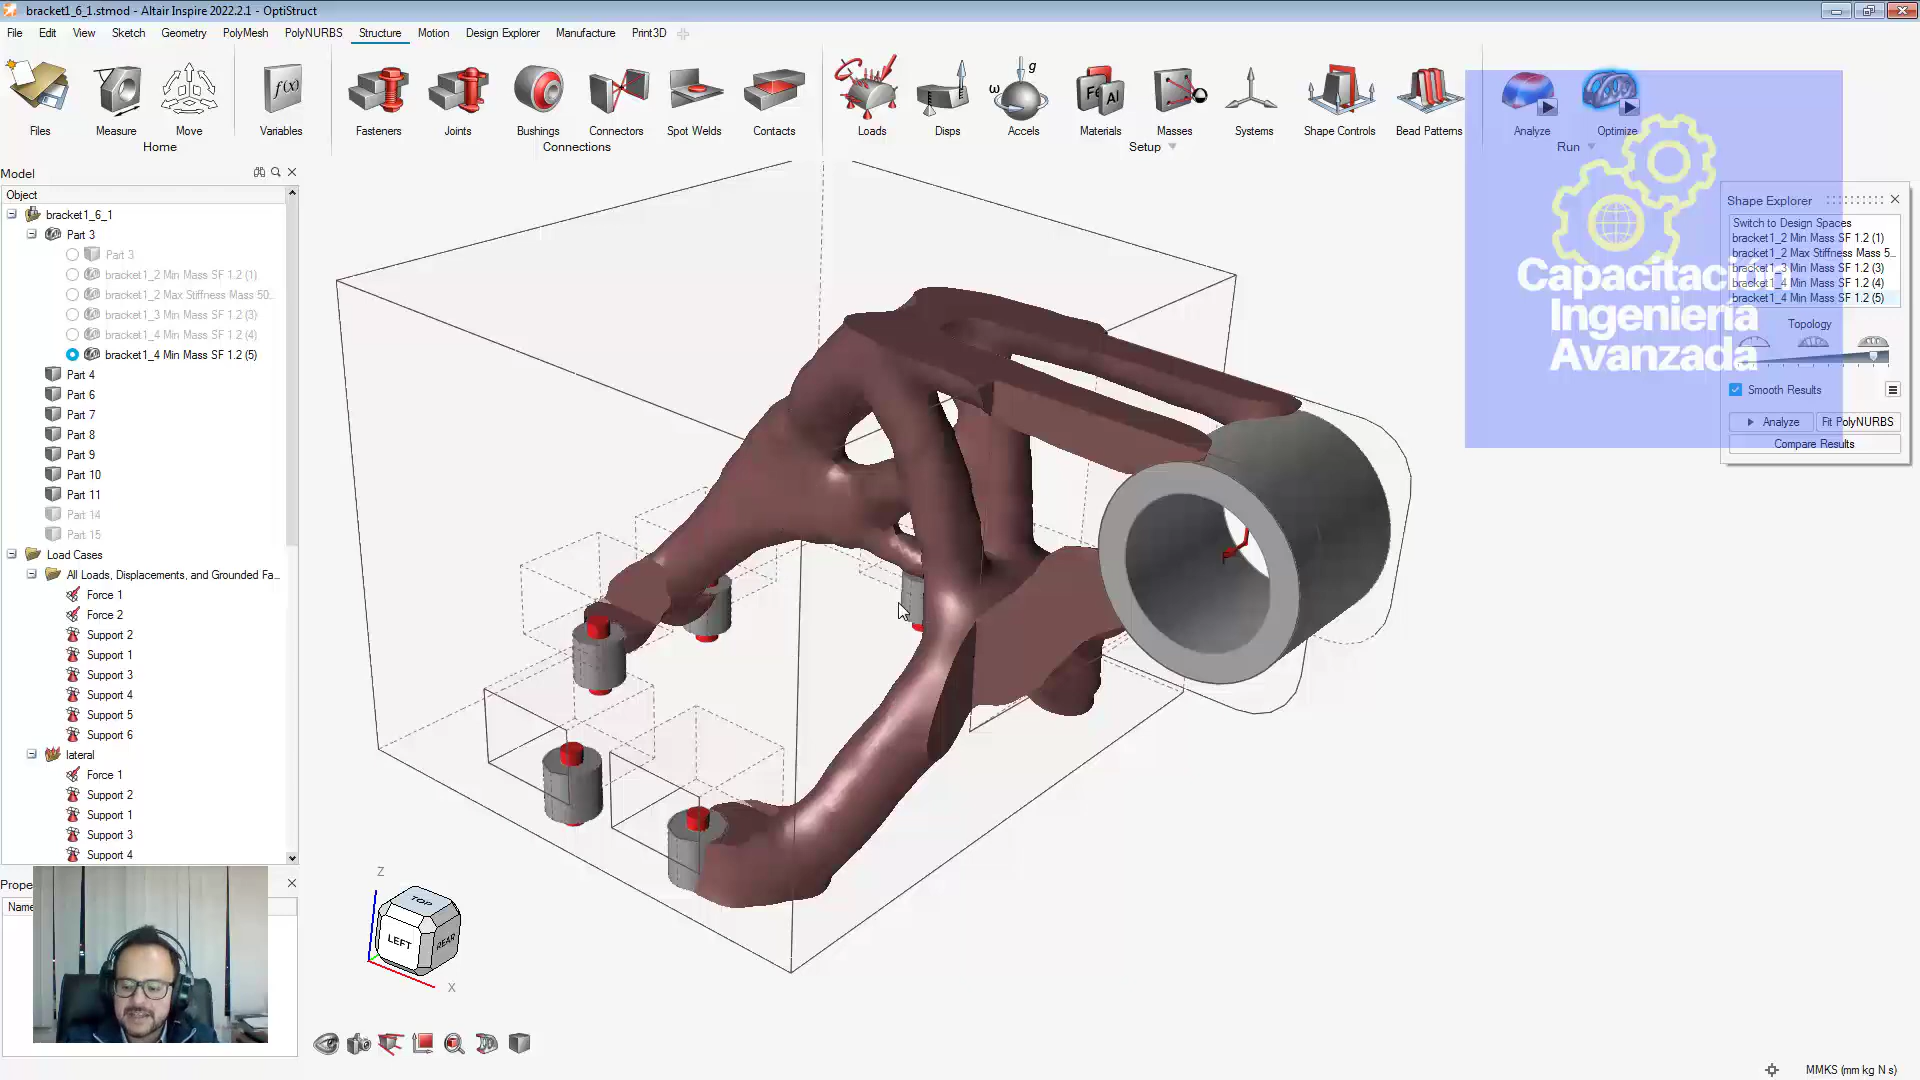 bracket1_6_1.stmod - Altair Inspire 2022.2.1 - OptiStruct
File Edit View Sketch Geometry PolyMesh PolyNURBS Structure Motion Design Explorer Manufacture Print3D
Files Measure Move Variables Fasteners Joints Bushings Connectors Spot Welds Contacts Loads Disps Accels Materials Masses Systems Shape Controls Bead Patterns Analyze Optimize
Home Connections Setup Run
f(x)
ω g
Fe Al
Model
Object
bracket1_6_1
Part 3
Part 3
bracket1_2 Min Mass SF 1.2 (1)
bracket1_2 Max Stiffness Mass 50...
bracket1_3 Min Mass SF 1.2 (3)
bracket1_4 Min Mass SF 1.2 (4)
bracket1_4 Min Mass SF 1.2 (5)
Part 4
Part 6
Part 7
Part 8
Part 9
Part 10
Part 11
Part 14
Part 15
Load Cases
All Loads, Displacements, and Grounded Fa...
Force 1
Force 2
Support 2
Support 1
Support 3
Support 4
Support 5
Support 6
lateral
Force 1
Support 2
Support 1
Support 3
Support 4
Shape Explorer
Switch to Design Spaces
bracket1_2 Min Mass SF 1.2 (1)
bracket1_2 Max Stiffness Mass 5...
bracket1_3 Min Mass SF 1.2 (3)
bracket1_4 Min Mass SF 1.2 (4)
bracket1_4 Min Mass SF 1.2 (5)
Topology
Smooth Results
Analyze Fit PolyNURBS
Compare Results
Capacitación
Ingeniería
Avanzada
Z
TOP
LEFT
REAR
X
MMKS (mm kg N s)